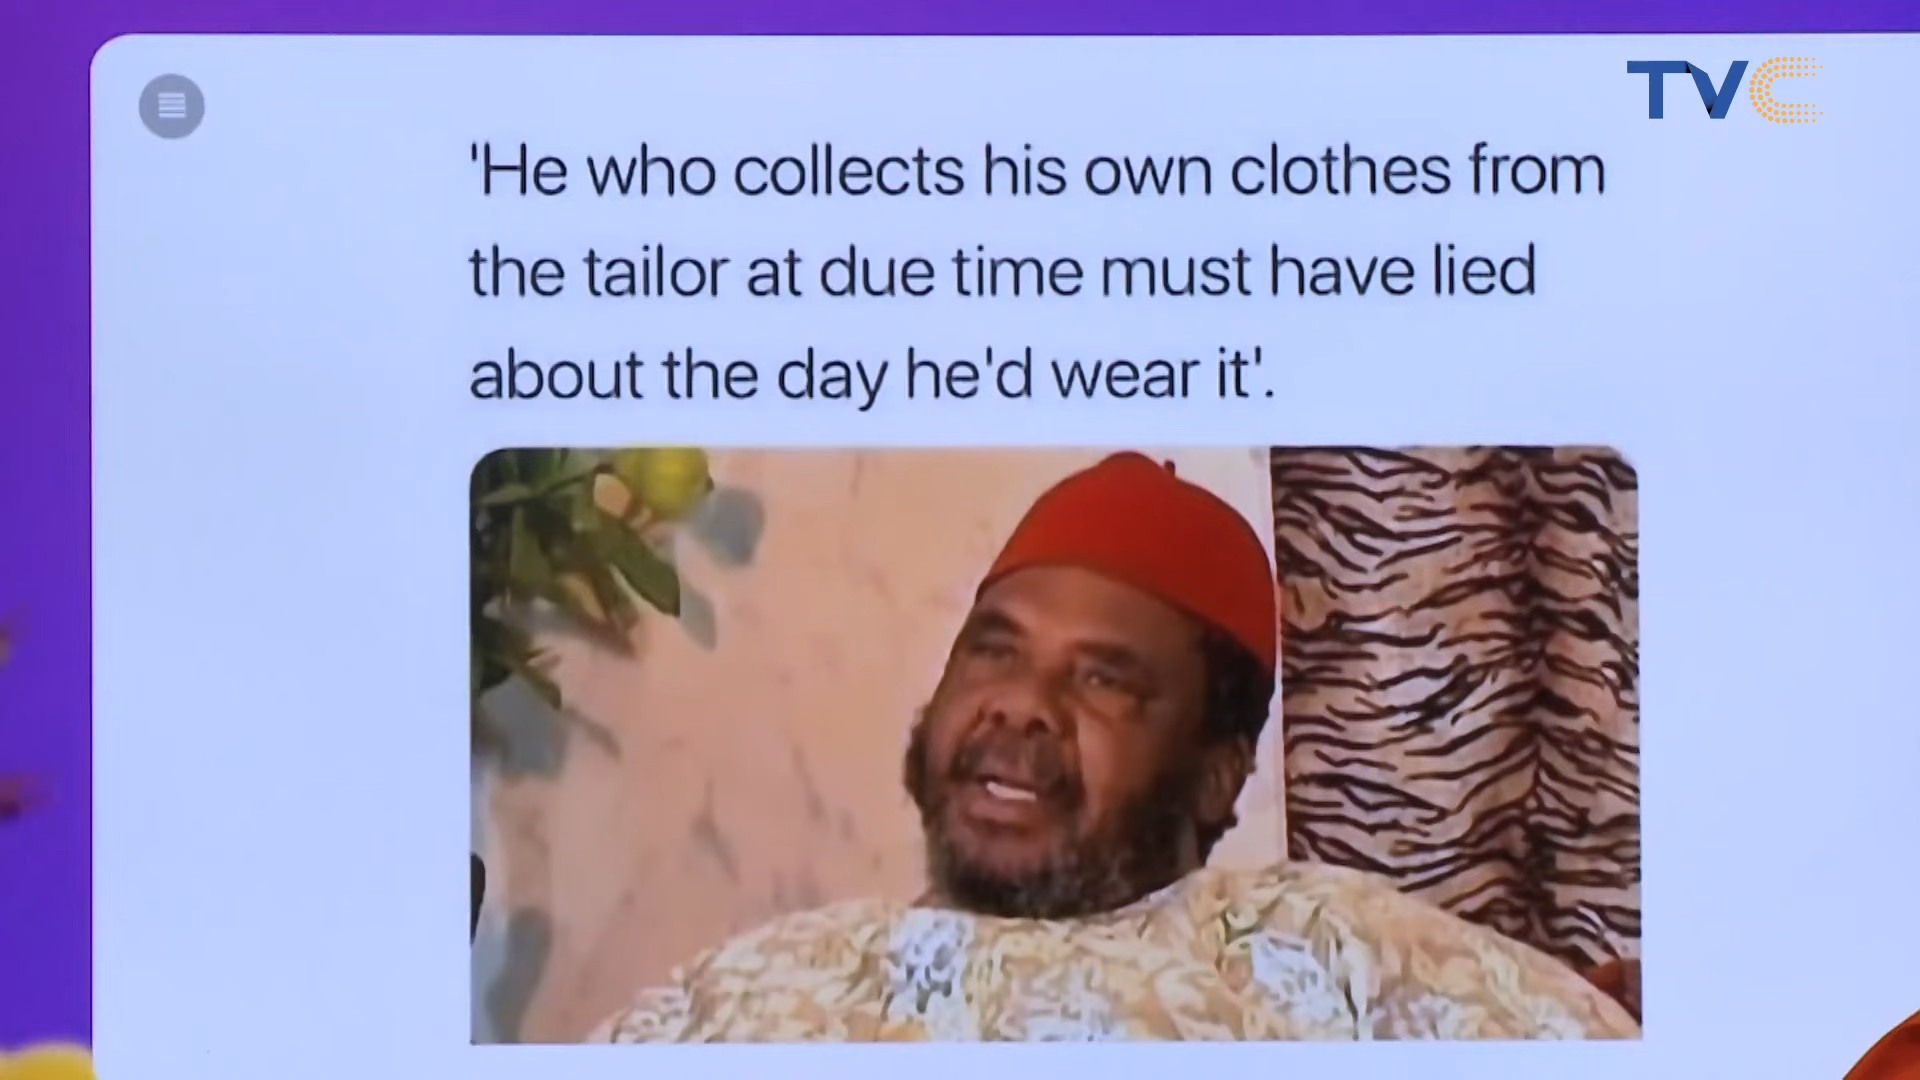 TVC
'He who collects his own clothes from
the tailor at due time must have lied
about the day he'd wear it'.